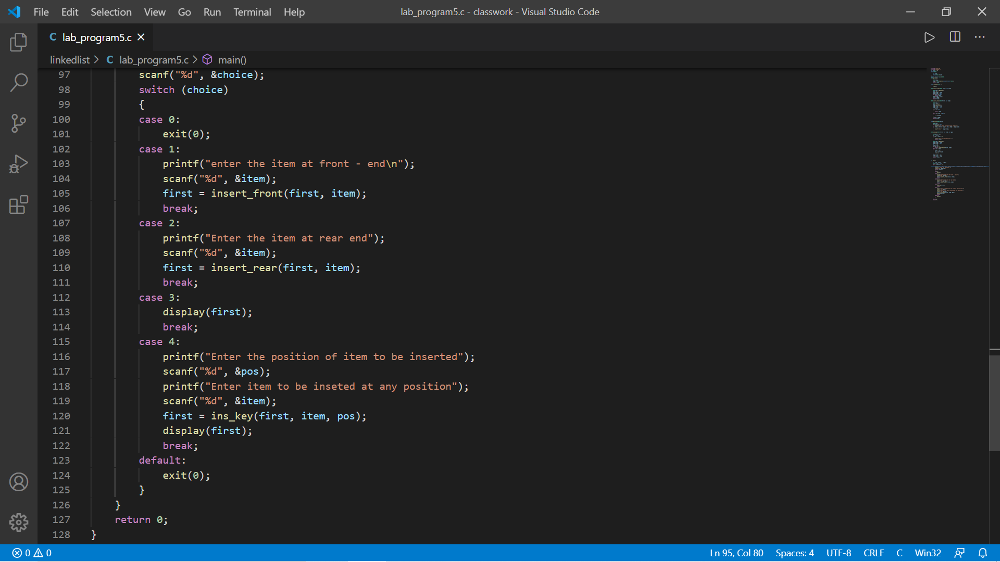 File Edit Selection View Go Run Terminal Help lab_program5.c - classwork - Visual Studio Code
C lab_program5.c
linkedlist > C lab_program5.c > main()
97 scanf("%d", &choice);
98 switch (choice)
99 {
100 case 0:
101 exit(0);
102 case 1:
103 printf("enter the item at front - end\n");
104 scanf("%d", &item);
105 first = insert_front(first, item);
106 break;
107 case 2:
108 printf("Enter the item at rear end");
109 scanf("%d", &item);
110 first = insert_rear(first, item);
111 break;
112 case 3:
113 display(first);
114 break;
115 case 4:
116 printf("Enter the position of item to be inserted");
117 scanf("%d", &pos);
118 printf("Enter item to be inseted at any position");
119 scanf("%d", &item);
120 first = ins_key(first, item, pos);
121 display(first);
122 break;
123 default:
124 exit(0);
125 }
126 }
127 return 0;
128 }
0 0 Ln 95, Col 80 Spaces: 4 UTF-8 CRLF C Win32